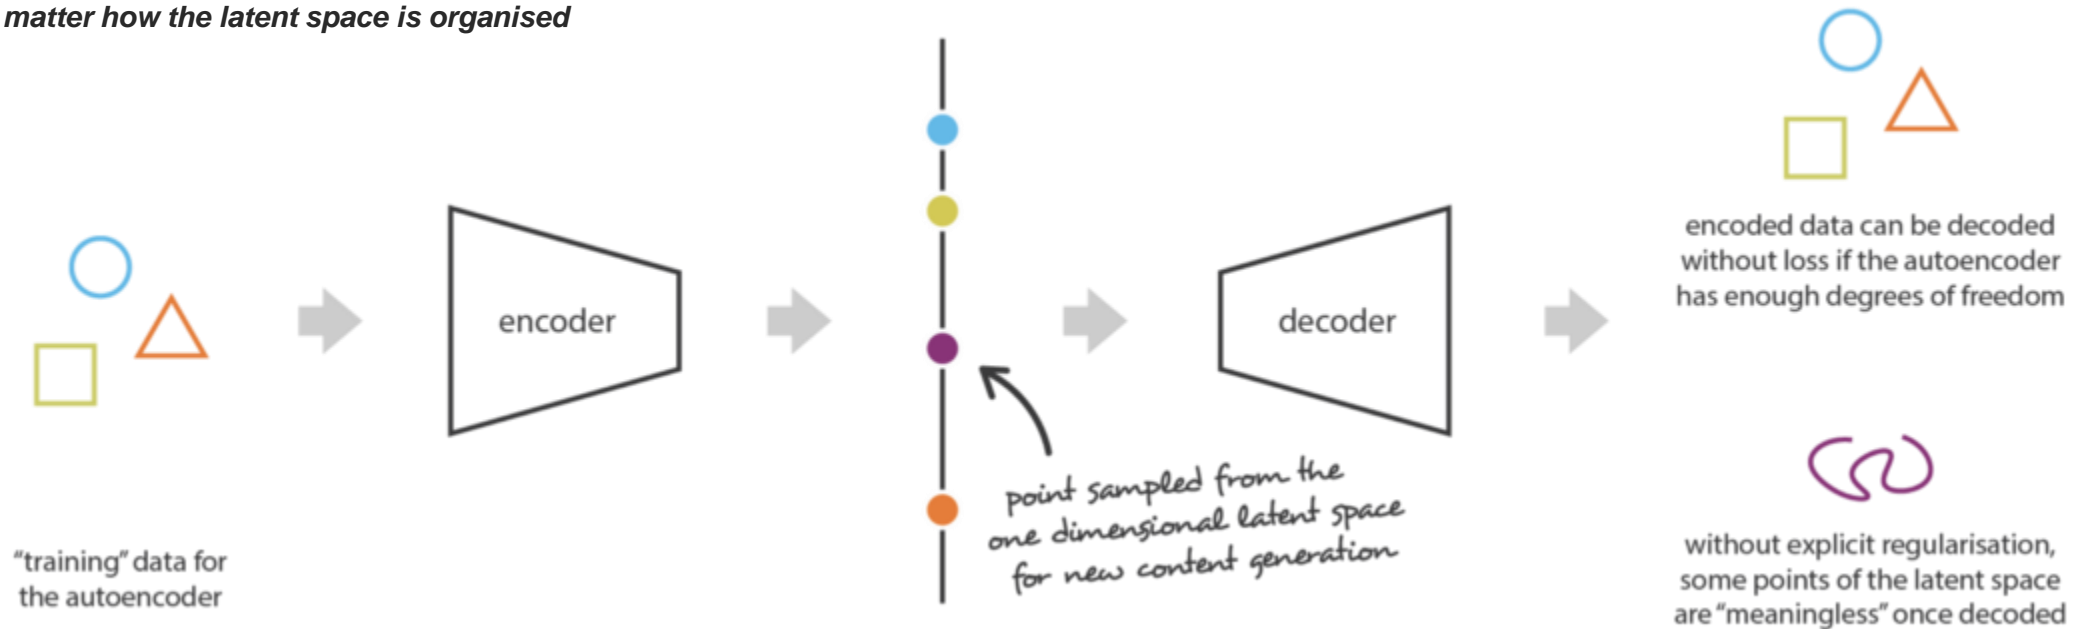 matter how the latent space is organised
encoder
decoder
point sampled from the
one dimensional latent space
for new content generation
"training" data for
the autoencoder
encoded data can be decoded
without loss if the autoencoder
has enough degrees of freedom
without explicit regularisation,
some points of the latent space
are "meaningless" once decoded